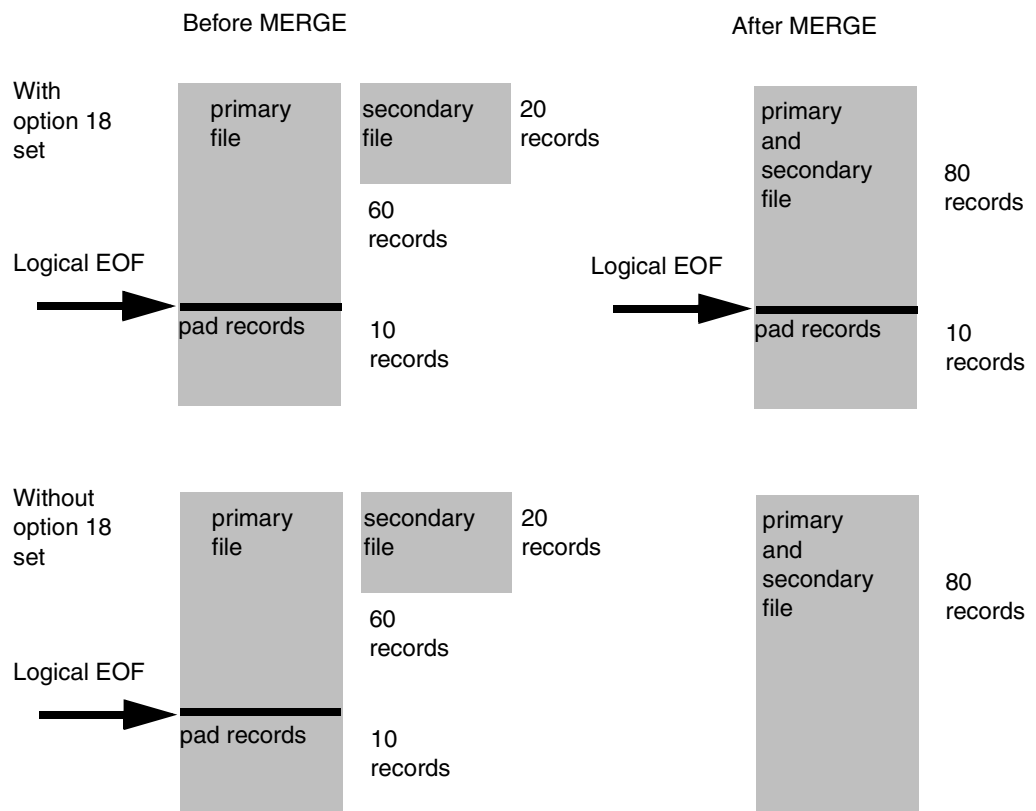 Before MERGE
After MERGE
With
option 18
set
primary
file
secondary
file
20
records
60
records
Logical EOF
pad records
10
records
primary
and
secondary
file
80
records
Logical EOF
pad records
10
records
Without
option 18
set
primary
file
secondary
file
20
records
60
records
Logical EOF
pad records
10
records
primary
and
secondary
file
80
records